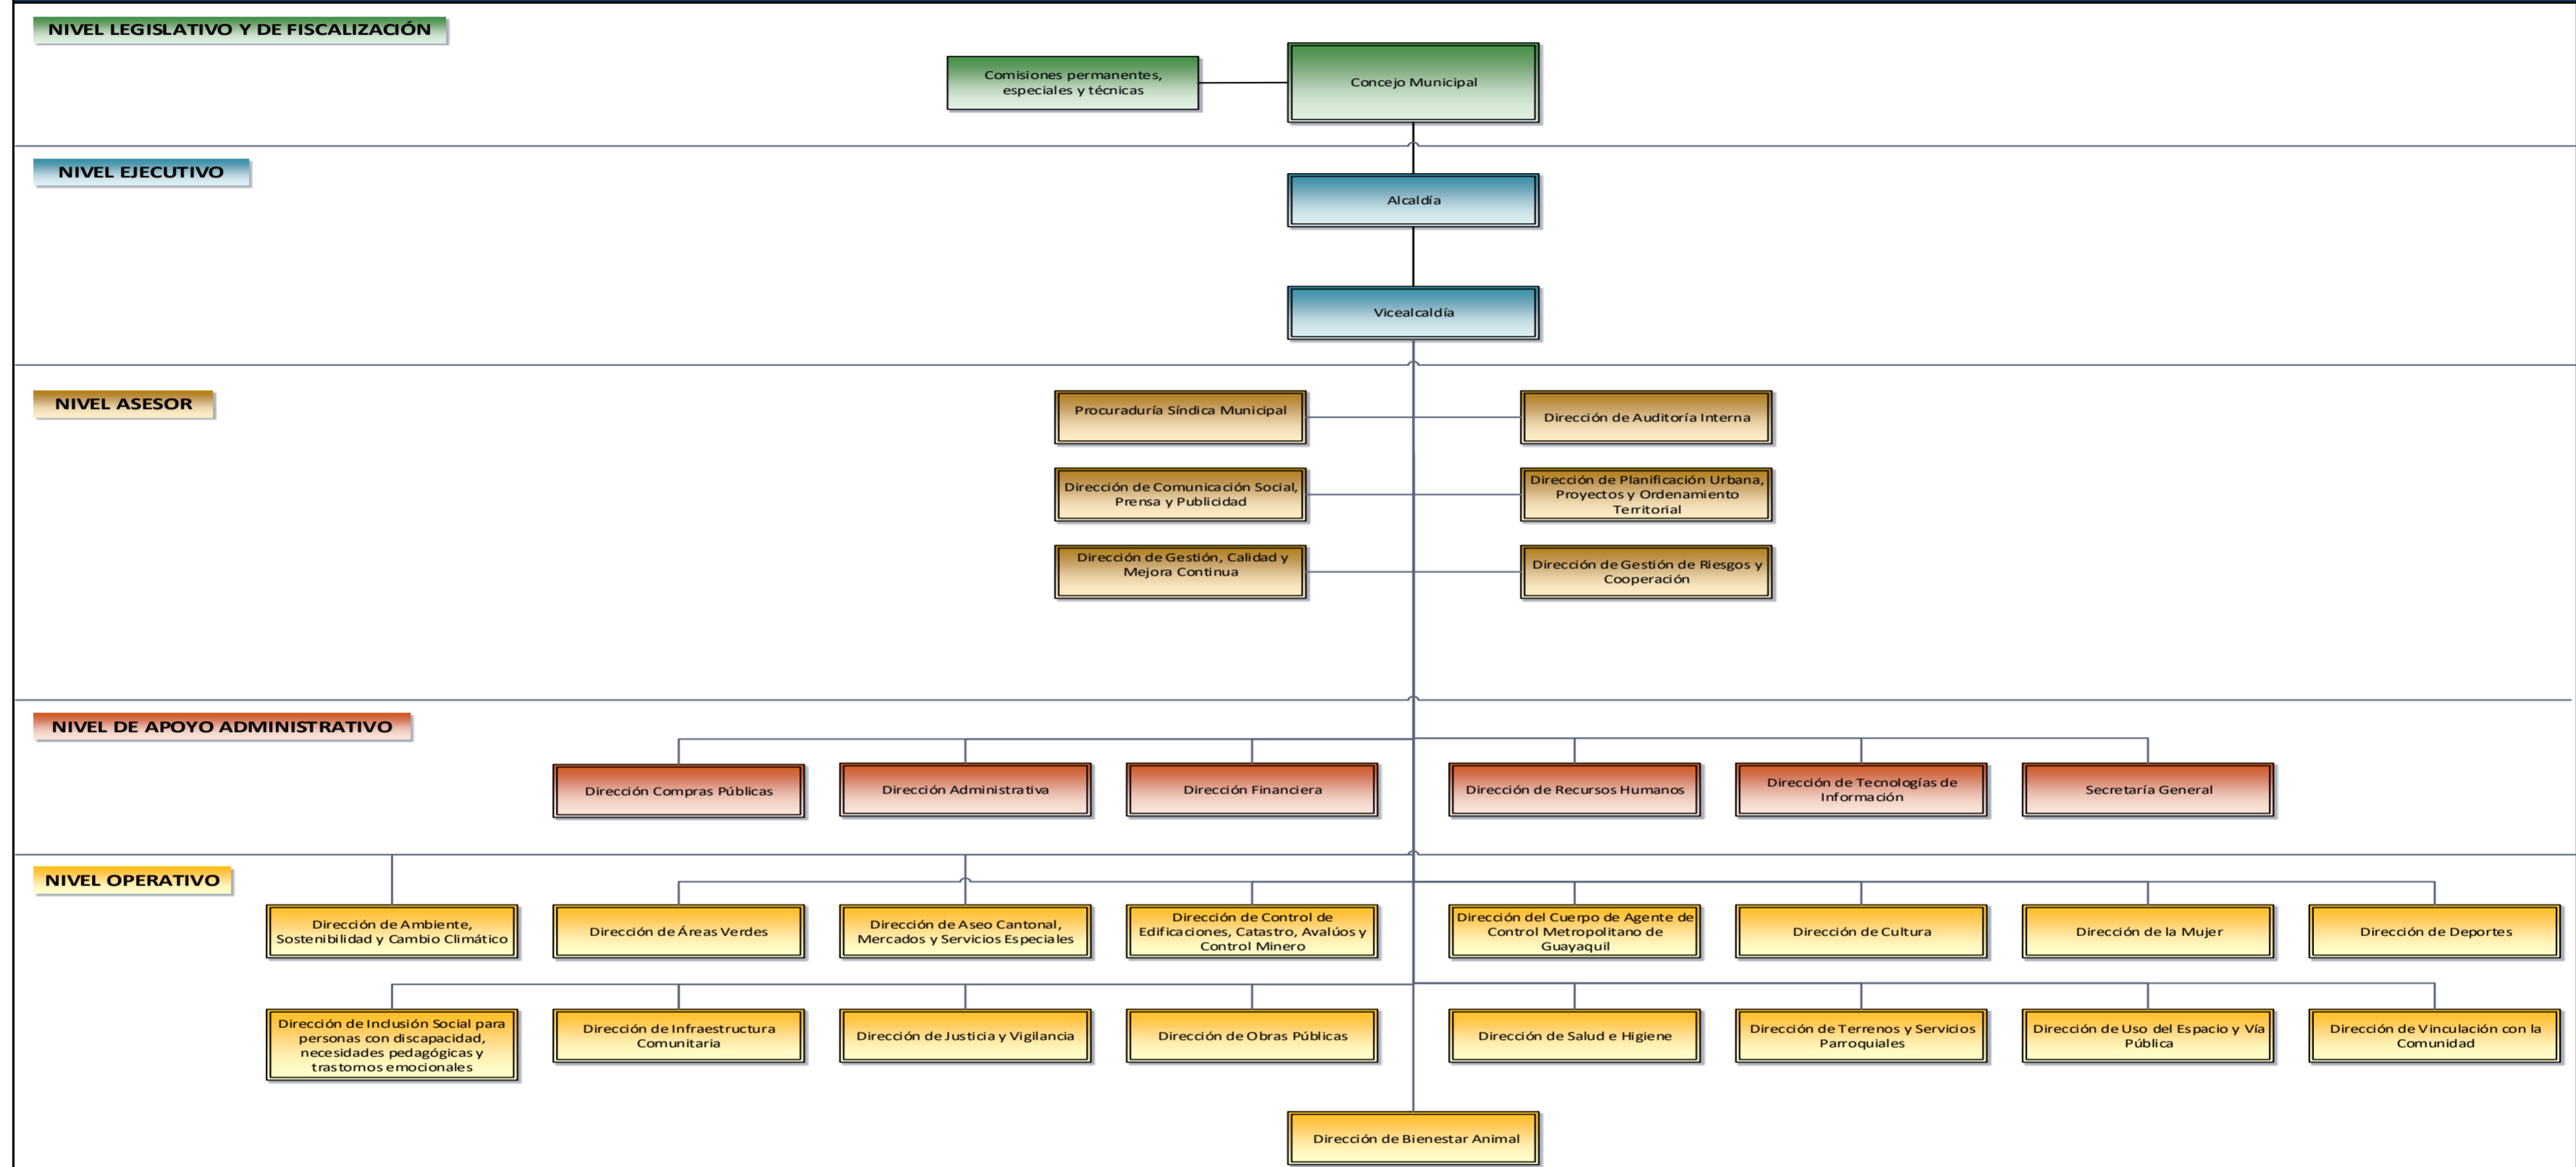 NIVEL LEGISLATIVO Y DE FISCALIZACIÓN
Comisiones permanentes,
especiales y técnicas
Concejo Municipal
NIVEL EJECUTIVO
Alcaldía
Vicealcaldía
NIVEL ASESOR
Procuraduría Síndica Municipal
Dirección de Auditoría Interna
Dirección de Comunicación Social,
Prensa y Publicidad
Dirección de Planificación Urbana,
Proyectos y Ordenamiento
Territorial
Dirección de Gestión, Calidad y
Mejora Continua
Dirección de Gestión de Riesgos y
Cooperación
NIVEL DE APOYO ADMINISTRATIVO
Dirección Compras Públicas
Dirección Administrativa
Dirección Financiera
Dirección de Recursos Humanos
Dirección de Tecnologías de
Información
Secretaría General
NIVEL OPERATIVO
Dirección de Ambiente,
Sostenibilidad y Cambio Climático
Dirección de Áreas Verdes
Dirección de Aseo Cantonal,
Mercados y Servicios Especiales
Dirección de Control de
Edificaciones, Catastro, Avalúos y
Control Minero
Dirección del Cuerpo de Agente de
Control Metropolitano de
Guayaquil
Dirección de Cultura
Dirección de la Mujer
Dirección de Deportes
Dirección de Inclusión Social para
personas con discapacidad,
necesidades pedagógicas y
trastornos emocionales
Dirección de Infraestructura
Comunitaria
Dirección de Justicia y Vigilancia
Dirección de Obras Públicas
Dirección de Salud e Higiene
Dirección de Terrenos y Servicios
Parroquiales
Dirección de Uso del Espacio y Vía
Pública
Dirección de Vinculación con la
Comunidad
Dirección de Bienestar Animal